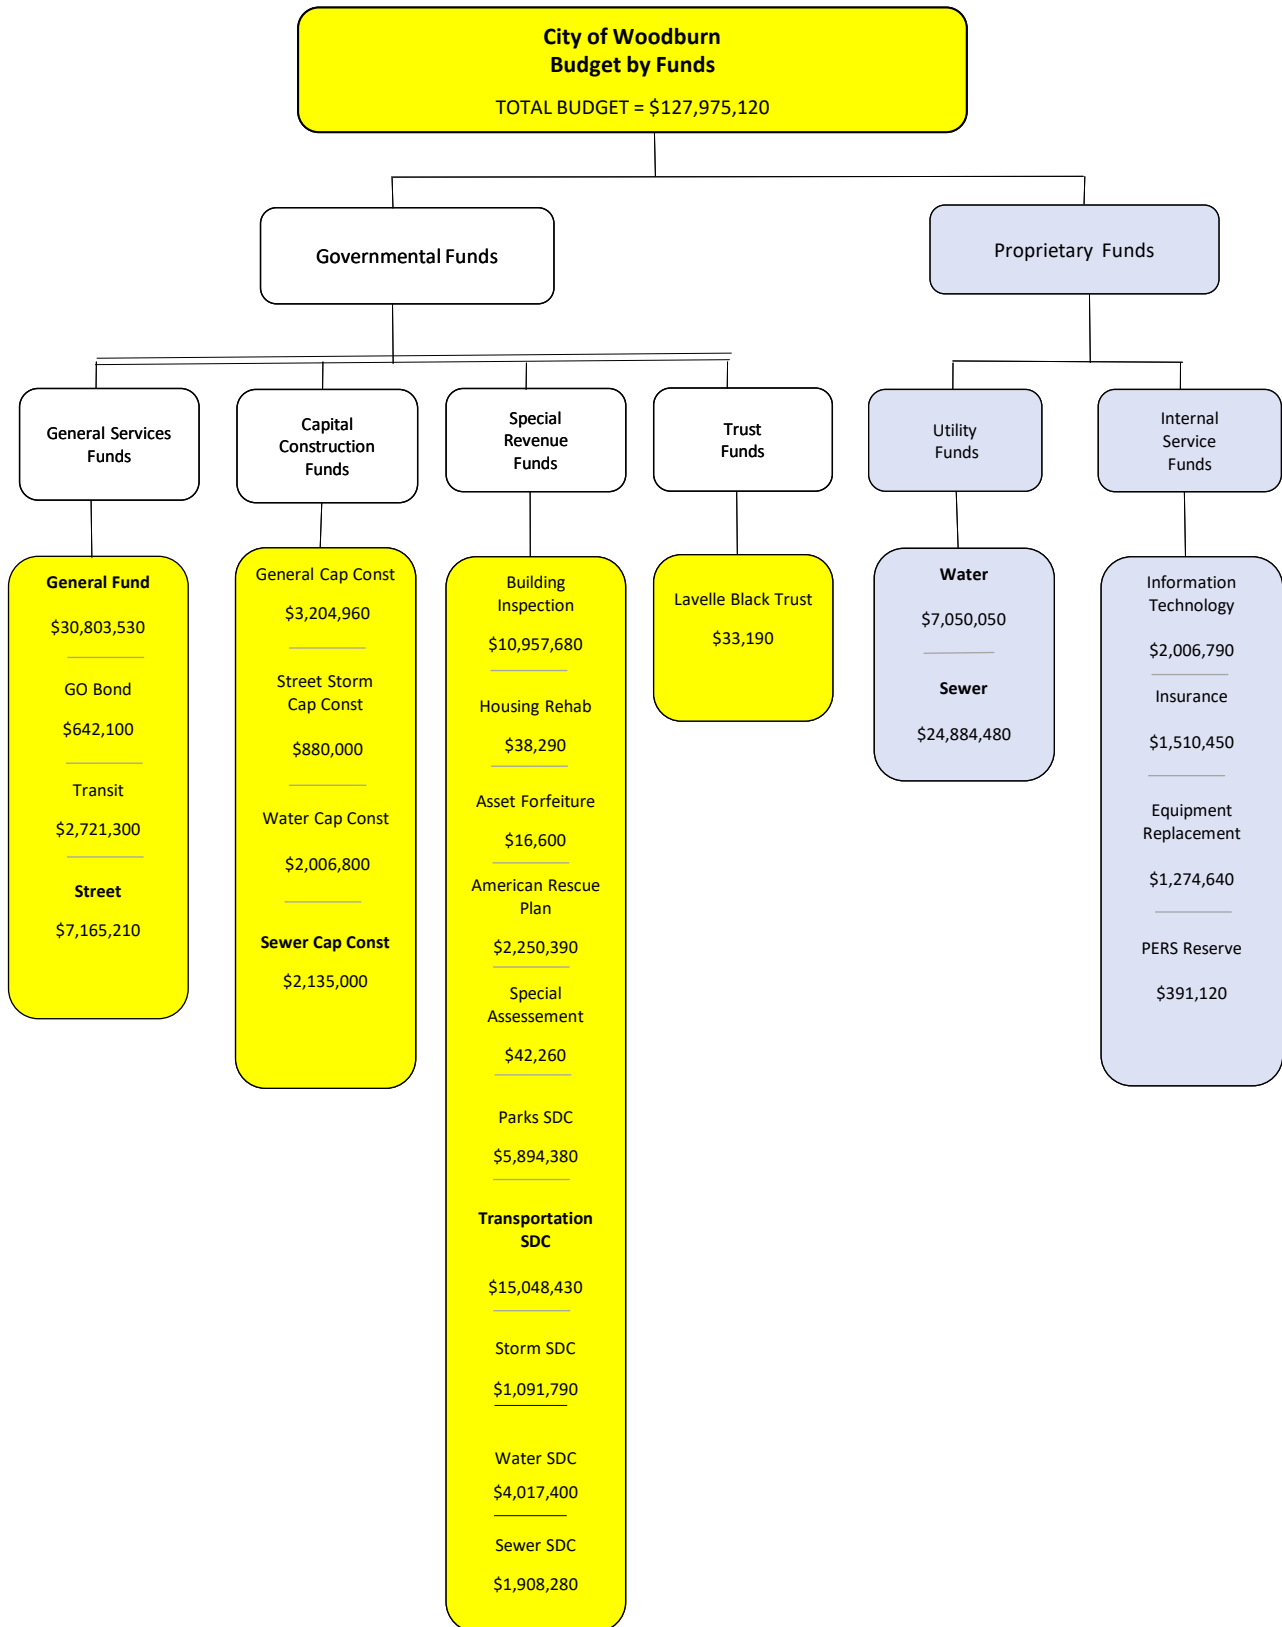 City of Woodburn
Budget by Funds
TOTAL BUDGET = $127,975,120
Governmental Funds
Proprietary Funds
General Services
Funds
Capital
Construction
Funds
Special
Revenue
Funds
Trust
Funds
Utility
Funds
Internal
Service
Funds
General Fund
$30,803,530
GO Bond
$642,100
Transit
$2,721,300
Street
$7,165,210
General Cap Const
$3,204,960
Street Storm
Cap Const
$880,000
Water Cap Const
$2,006,800
Sewer Cap Const
$2,135,000
Building
Inspection
$10,957,680
Housing Rehab
$38,290
Asset Forfeiture
$16,600
American Rescue
Plan
$2,250,390
Special
Assessement
$42,260
Parks SDC
$5,894,380
Transportation
SDC
$15,048,430
Storm SDC
$1,091,790
Water SDC
$4,017,400
Sewer SDC
$1,908,280
Lavelle Black Trust
$33,190
Water
$7,050,050
Sewer
$24,884,480
Information
Technology
$2,006,790
Insurance
$1,510,450
Equipment
Replacement
$1,274,640
PERS Reserve
$391,120